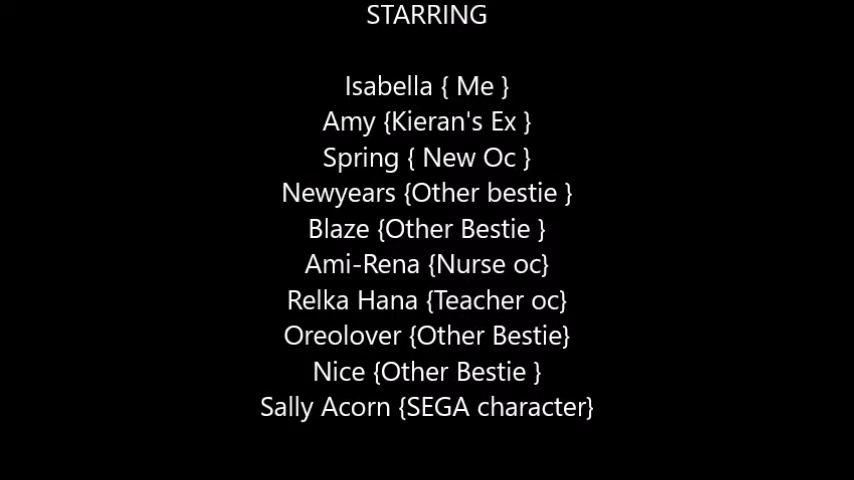 STARRING
Isabella { Me }
Amy {Kieran's Ex }
Spring { New Oc }
Newyears {Other bestie }
Blaze {Other Bestie }
Ami-Rena {Nurse oc}
Relka Hana {Teacher oc}
Oreolover {Other Bestie}
Nice {Other Bestie }
Sally Acorn {SEGA character}